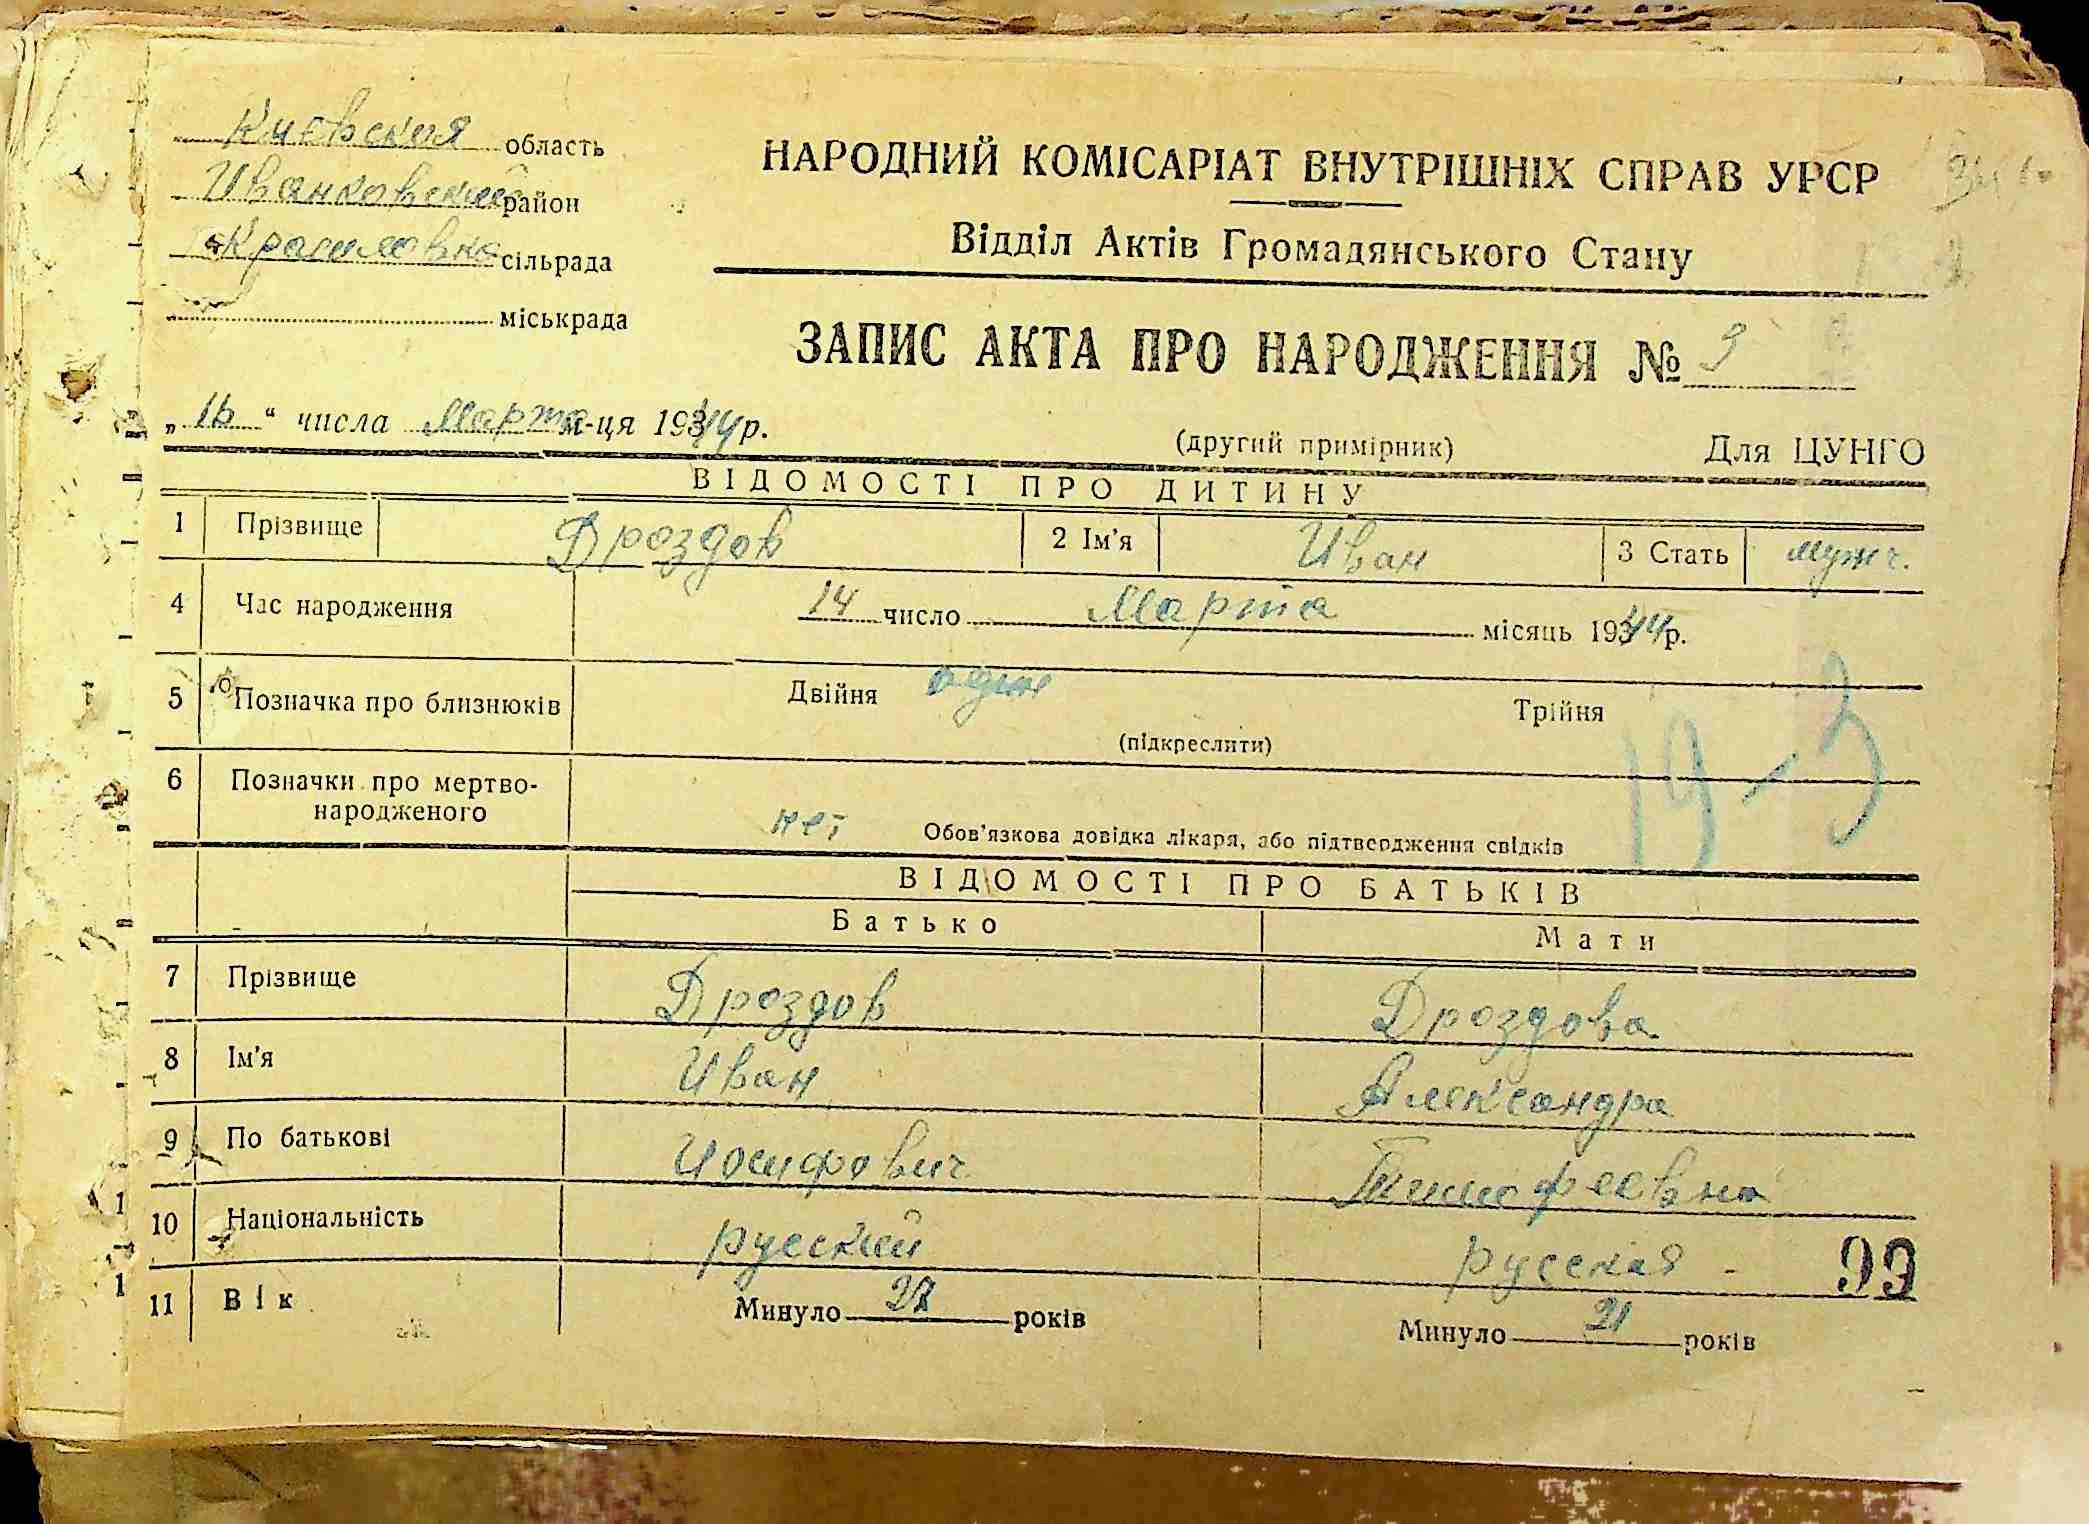 Киевская область
Иванковский район
Красиловка сільрада
міськрада
НАРОДНИЙ КОМІСАРІАТ ВНУТРІШНІХ СПРАВ УРСР
Відділ Актів Громадянського Стану
ЗАПИС АКТА ПРО НАРОДЖЕННЯ №
„16“ числа Марта м-ця 1944 р.
(другий примірник) Для ЦУНГО
ВІДОМОСТІ ПРО ДИТИНУ
1 Прізвище Дроздов 2 Ім'я Иван 3 Стать мужч.
4 Час народження 14 число Марта місяць 1944 р.
5 Позначка про близнюків Двійня один Трійня
(підкреслити)
6 Позначки про мертво-
народженого нет Обов'язкова довідка лікаря, або підтвердження свідків
19-3
ВІДОМОСТІ ПРО БАТЬКІВ
Батько Мати
7 Прізвище Дроздов Дроздова
8 Ім'я Иван Александра
9 По батькові Иосифович Тимофеевна
10 Національність русский русская
99
11 Вік Минуло 27 років Минуло 21 років